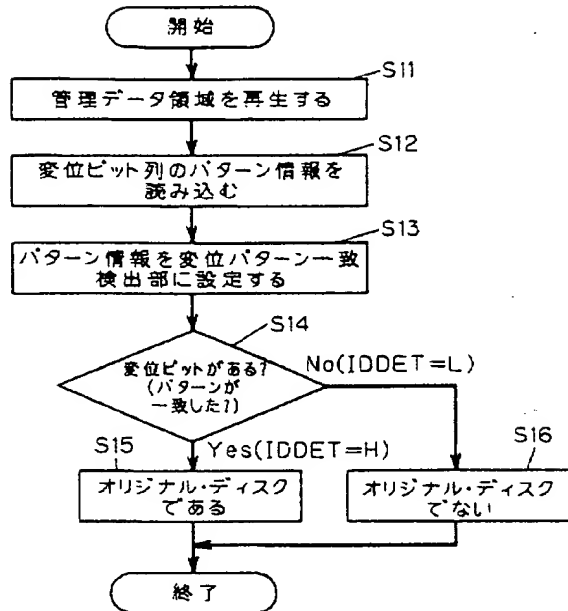 開始
S11
管理データ領域を再生する
S12
変位ピット列のパターン情報を
読み込む
S13
パターン情報を変位パターン一致
検出部に設定する
S14
変位ピットがある?
(パターンが
一致した?)
No(IDDET=L)
S15
Yes(IDDET=H)
S16
オリジナル・ディスク
である
オリジナル・ディスク
でない
終了